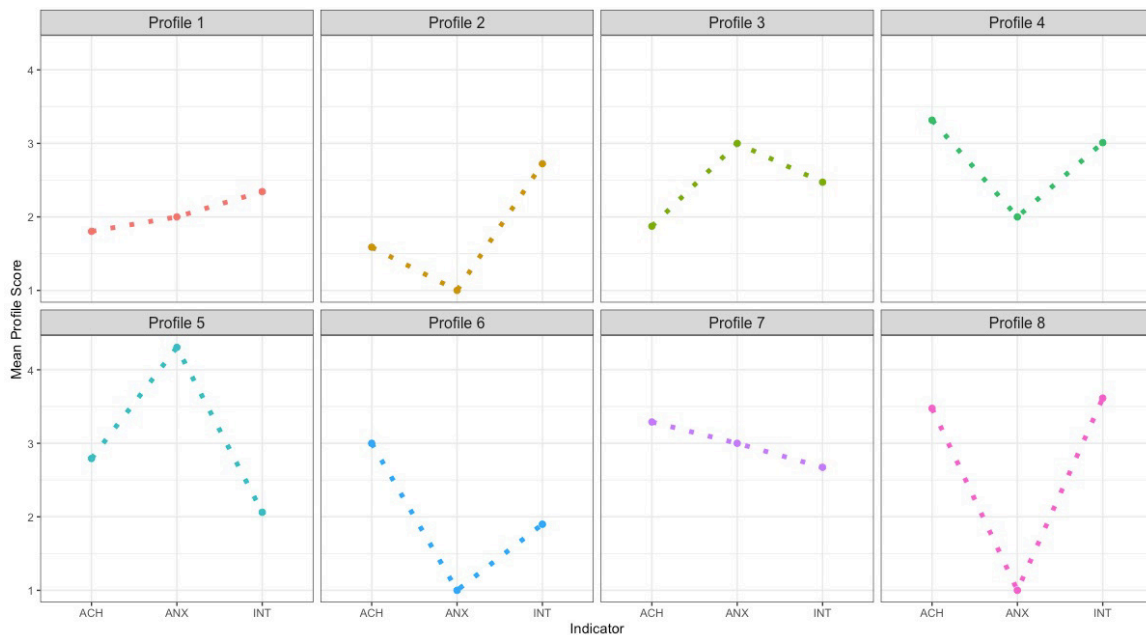 Profile 1
Profile 2
Profile 3
Profile 4
4
3
2
1
Mean Profile Score
Profile 5
Profile 6
Profile 7
Profile 8
4
3
2
1
ACH ANX INT
ACH ANX INT
ACH ANX INT
ACH ANX INT
Indicator